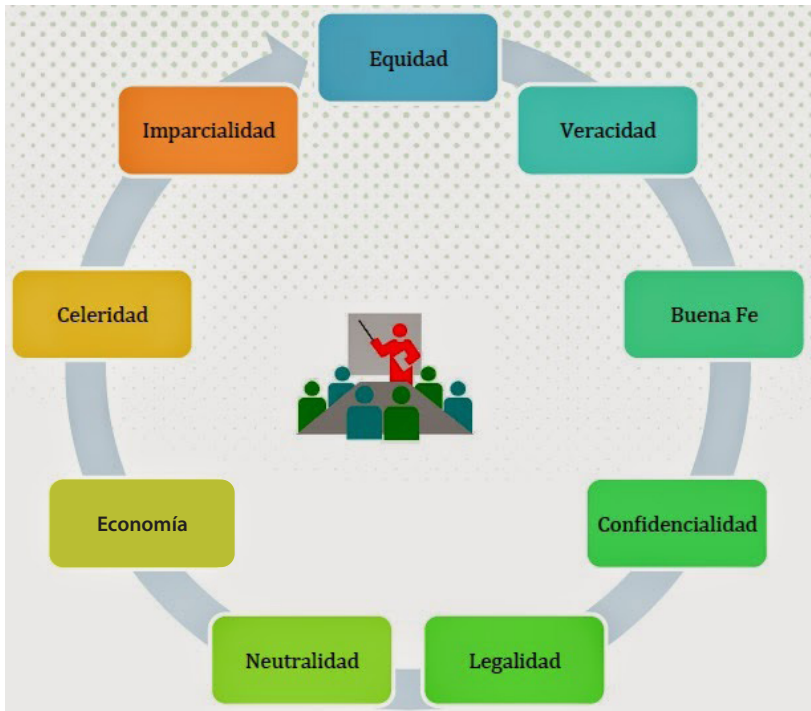 Equidad
Veracidad
Buena Fe
Confidencialidad
Legalidad
Neutralidad
Economía
Celeridad
Imparcialidad